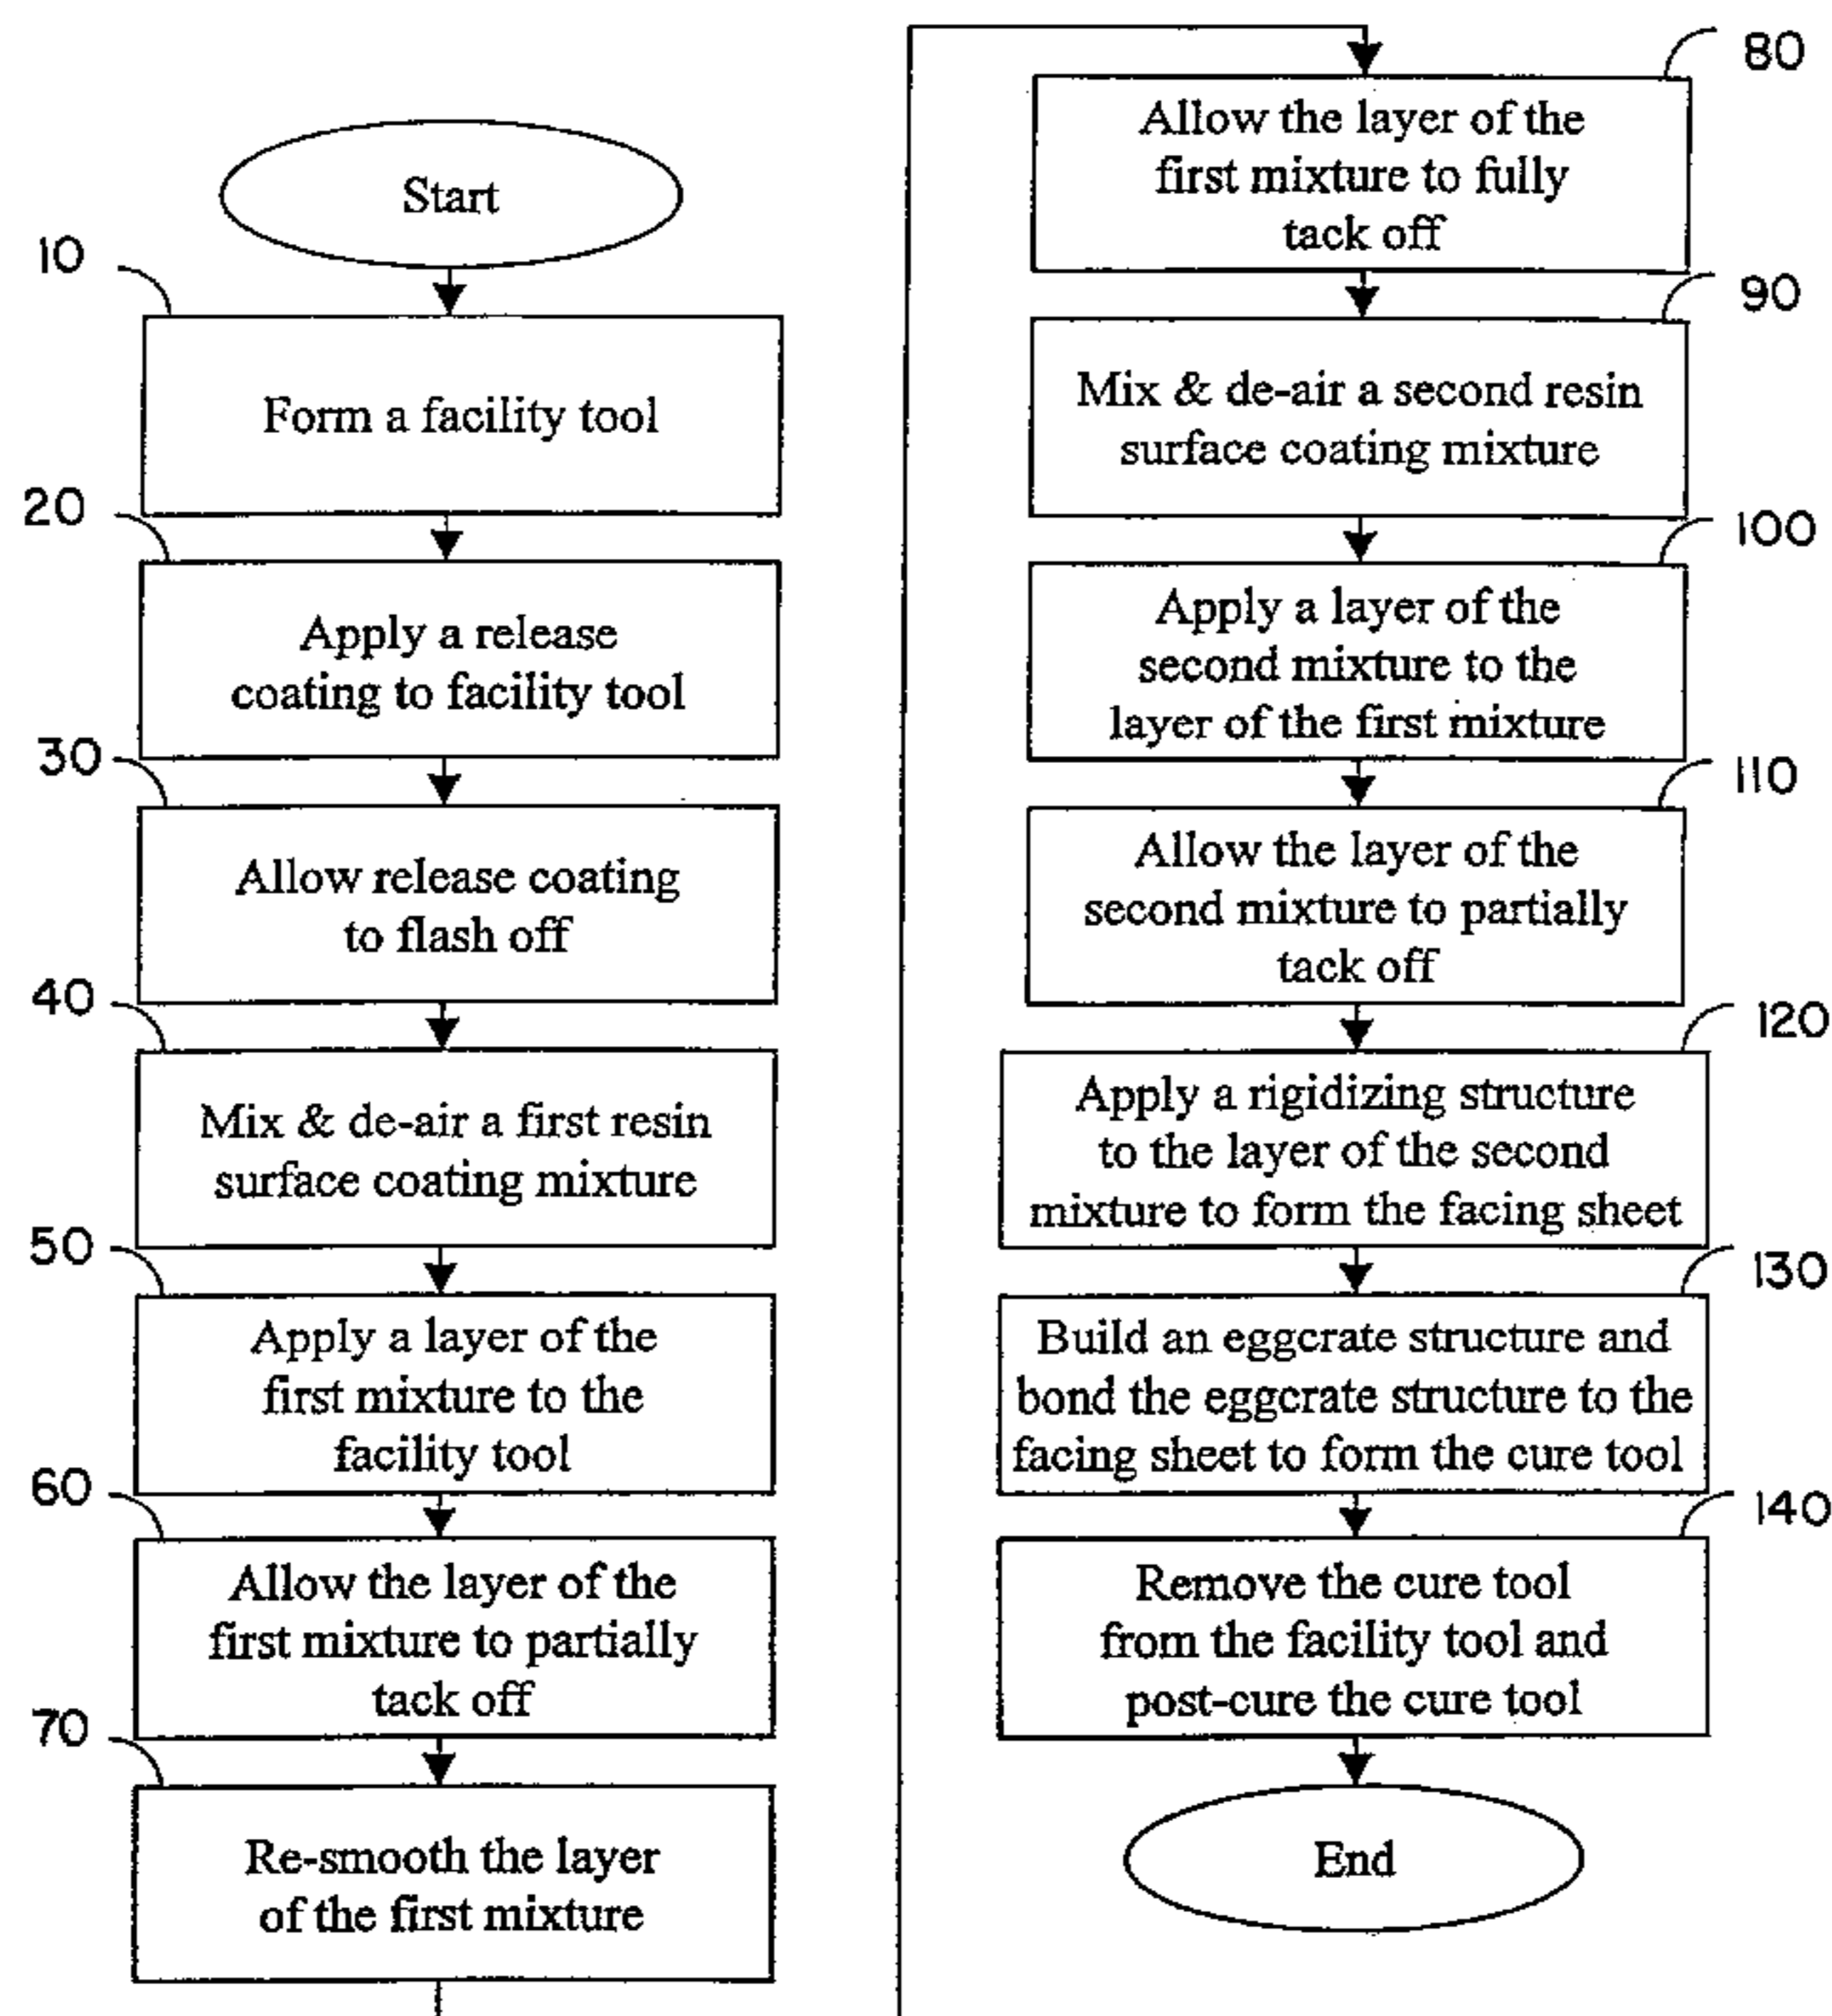 Start
10
Form a facility tool
20
Apply a release
coating to facility tool
30
Allow release coating
to flash off
40
Mix & de-air a first resin
surface coating mixture
50
Apply a layer of the
first mixture to the
facility tool
60
Allow the layer of the
first mixture to partially
tack off
70
Re-smooth the layer
of the first mixture
80
Allow the layer of the
first mixture to fully
tack off
90
Mix & de-air a second resin
surface coating mixture
100
Apply a layer of the
second mixture to the
layer of the first mixture
110
Allow the layer of the
second mixture to partially
tack off
120
Apply a rigidizing structure
to the layer of the second
mixture to form the facing sheet
130
Build an eggcrate structure and
bond the eggcrate structure to the
facing sheet to form the cure tool
140
Remove the cure tool
from the facility tool and
post-cure the cure tool
End